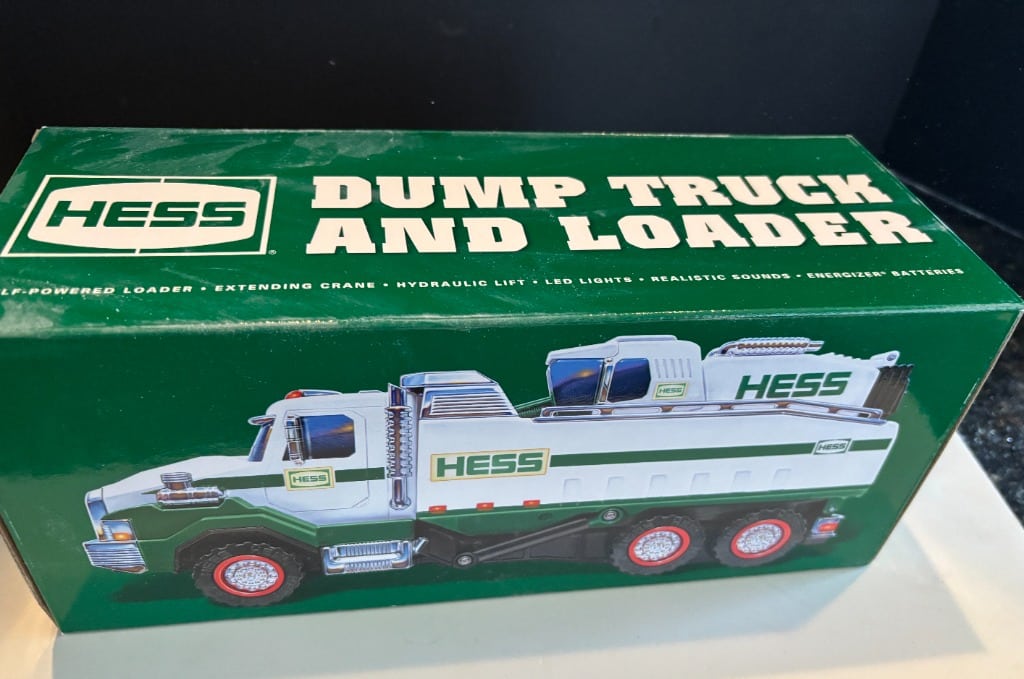 HESS®
DUMP TRUCK
AND LOADER
LF-POWERED LOADER • EXTENDING CRANE • HYDRAULIC LIFT • LED LIGHTS • REALISTIC SOUNDS • ENERGIZER® BATTERIES
HESS
HESS
HESS
HESS
HESS